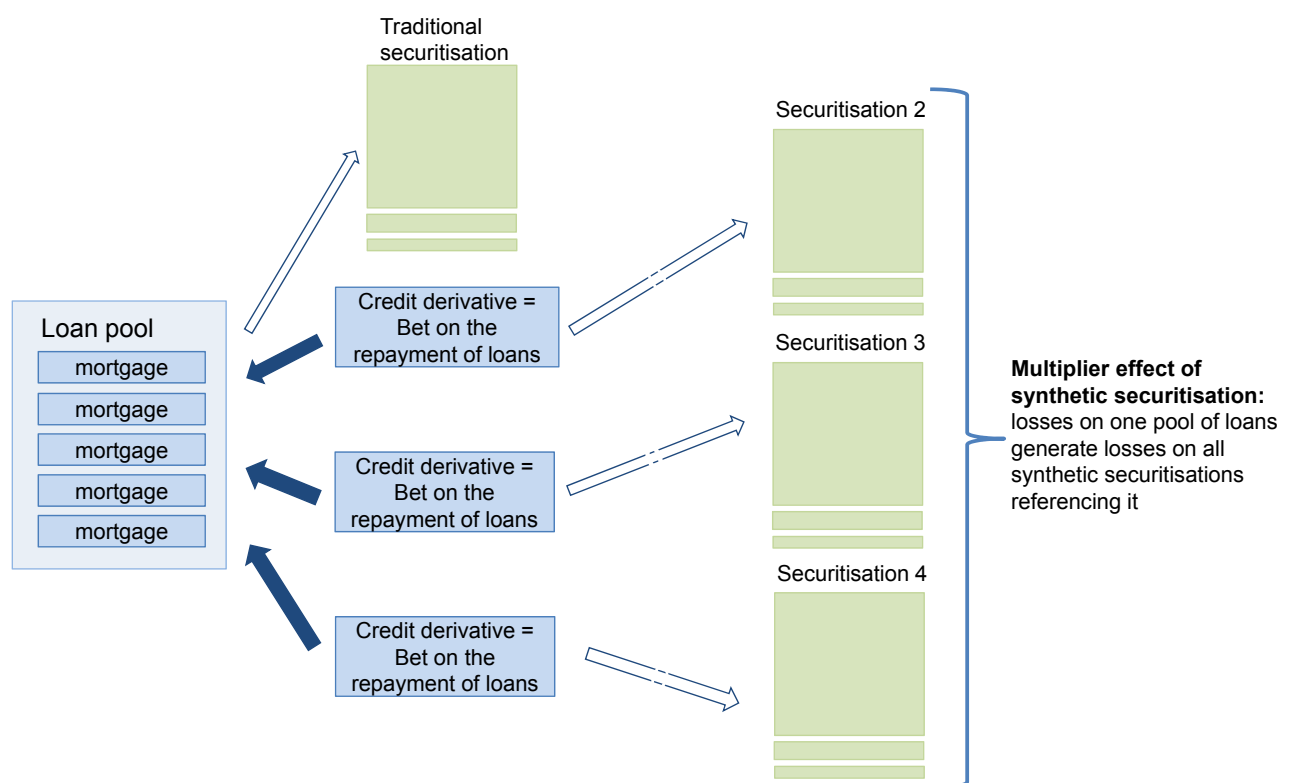 Traditional
securitisation
Securitisation 2
Credit derivative =
Bet on the
repayment of loans
Loan pool
mortgage
mortgage
mortgage
mortgage
mortgage
Securitisation 3
Multiplier effect of
synthetic securitisation:
losses on one pool of loans
generate losses on all
synthetic securitisations
referencing it
Credit derivative =
Bet on the
repayment of loans
Securitisation 4
Credit derivative =
Bet on the
repayment of loans